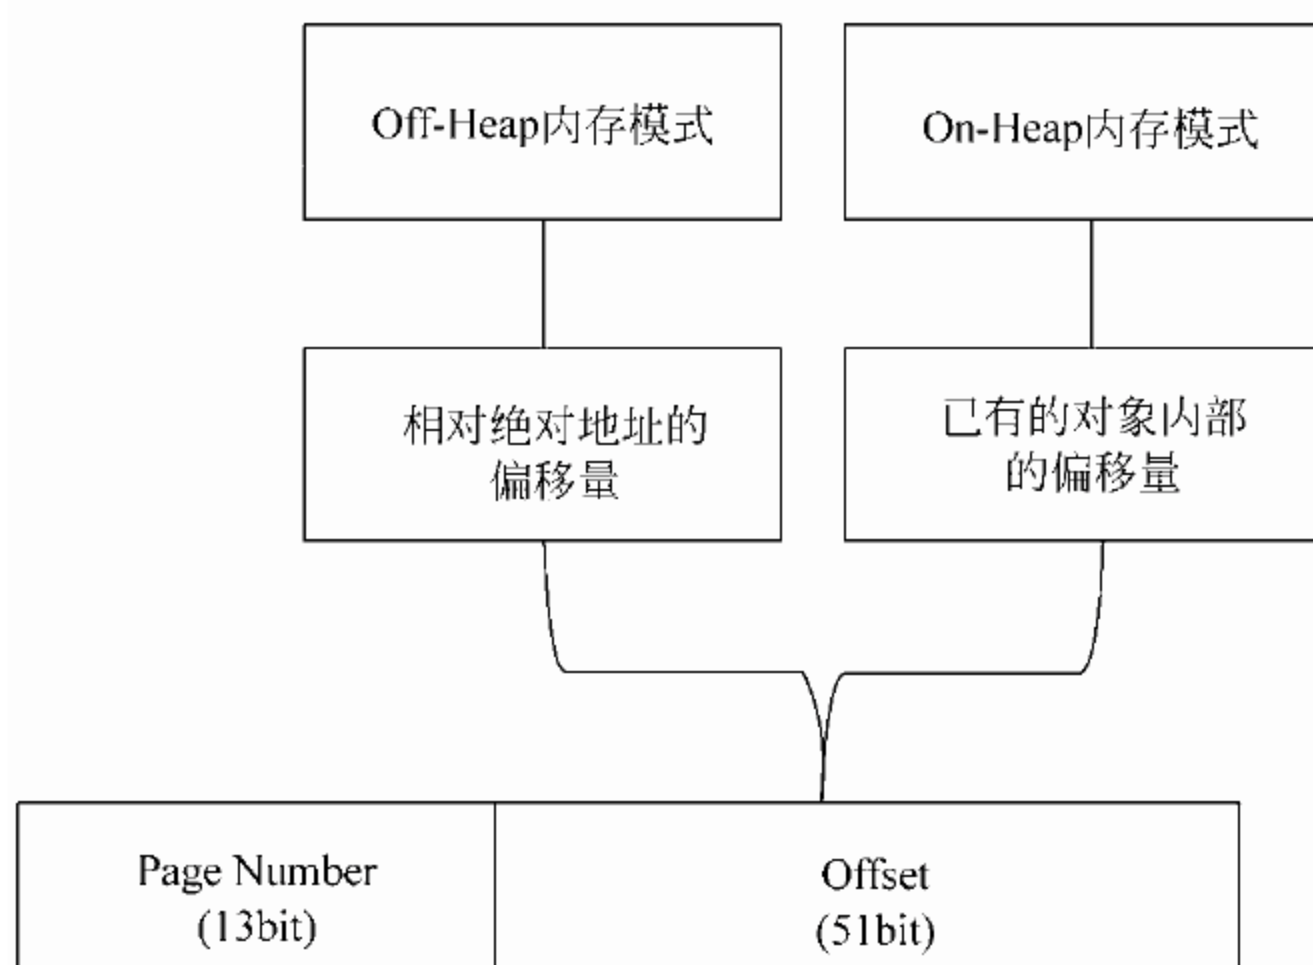 Off-Heap内存模式
On-Heap内存模式
相对绝对地址的
偏移量
已有的对象内部
的偏移量
Page Number
(13bit)
Offset
(51bit)